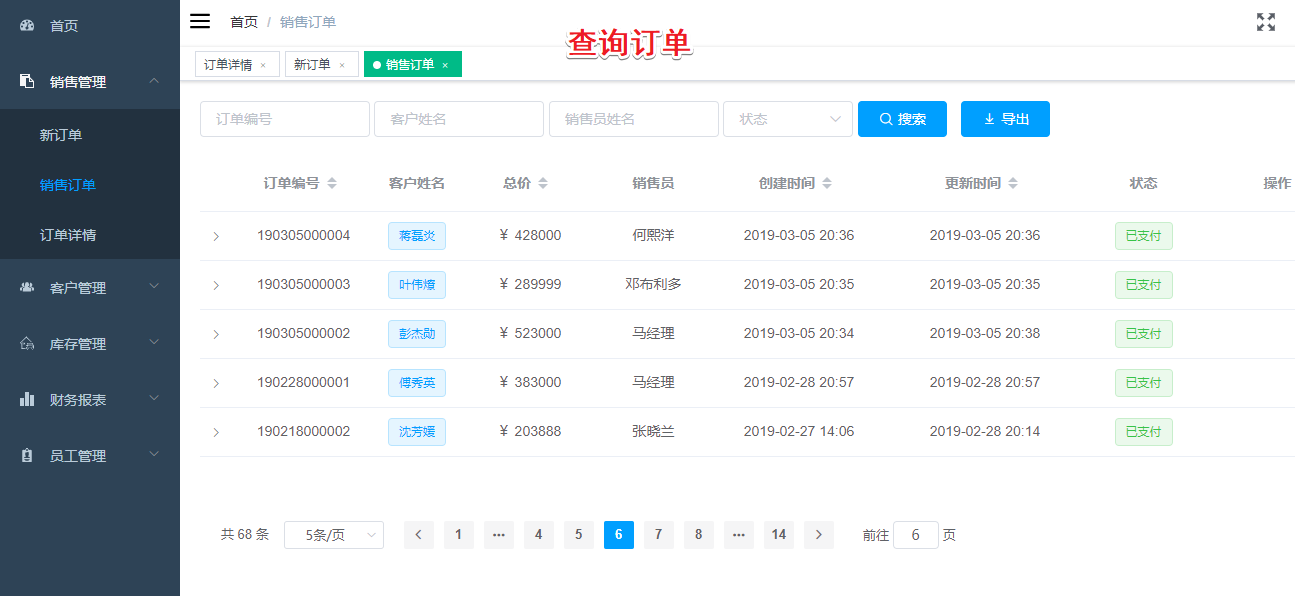 首页
销售管理
新订单
销售订单
订单详情
客户管理
库存管理
财务报表
员工管理
首页 / 销售订单
查询订单
订单详情 × 新订单 × 销售订单 ×
订单编号 客户姓名 销售员姓名 状态 搜索 导出
订单编号 客户姓名 总价 销售员 创建时间 更新时间 状态 操作
190305000004 蒋磊炎 ¥ 428000 何熙洋 2019-03-05 20:36 2019-03-05 20:36 已支付
190305000003 叶伟燎 ¥ 289999 邓布利多 2019-03-05 20:35 2019-03-05 20:35 已支付
190305000002 彭杰勋 ¥ 523000 马经理 2019-03-05 20:34 2019-03-05 20:38 已支付
190228000001 傅秀英 ¥ 383000 马经理 2019-02-28 20:57 2019-02-28 20:57 已支付
190218000002 沈芳媛 ¥ 203888 张晓兰 2019-02-27 14:06 2019-02-28 20:14 已支付
共 68 条 5条/页 < 1 ••• 4 5 6 7 8 ••• 14 > 前往 6 页